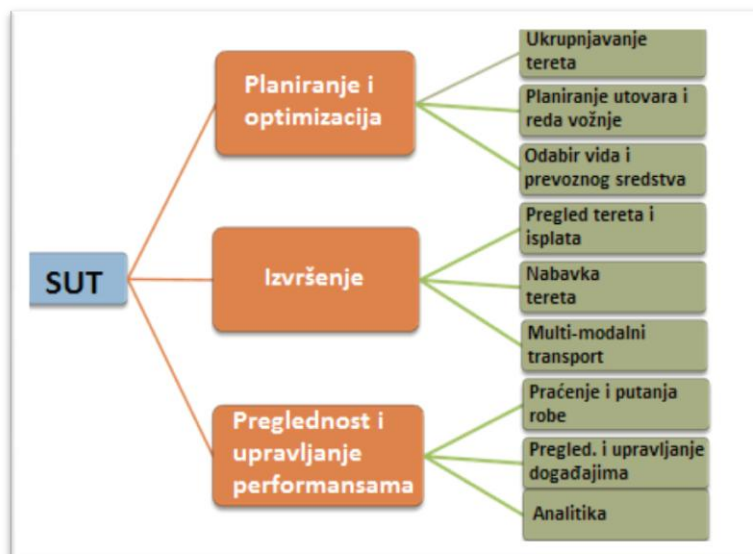 SUT
Planiranje i
optimizacija
Ukrupnjavanje
tereta
Planiranje utovara i
reda vožnje
Odabir vida i
prevoznog sredstva
Izvršenje
Pregled tereta i
isplata
Nabavka
tereta
Multi-modalni
transport
Preglednost i
upravljanje
performansama
Praćenje i putanja
robe
Pregled. i upravljanje
događajima
Analitika